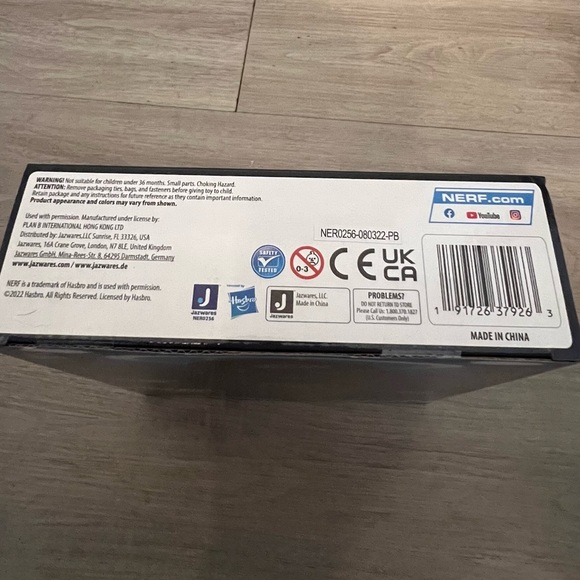 WARNING! Not suitable for children under 36 months. Small parts. Choking Hazard.
ATTENTION: Remove packaging ties, bags, and fasteners before giving toy to child.
Retain package and any instructions for future reference as they contain important information.
Product appearance and colors may vary from shown.
Used with permission. Manufactured under license by:
PLAN B INTERNATIONAL HONG KONG LTD
Distributed by: Jazwares,LLC Sunrise, FL 33326, USA
Jazwares, 16A Crane Grove, London, N7 8LE, United Kingdom
Jazwares GmbH, Mina-Rees-Str. 8, 64295 Darmstadt, Germany
www.jazwares.com / www.jazwares.de
NERF is a trademark of Hasbro and is used with permission.
©2022 Hasbro. All Rights Reserved. Licensed by Hasbro.
NER0256-080322-PB
SAFETY
TESTED
0-3
CE
UK
CA
J
Jazwares
NER0256
Hasbro
J
Jazwares
Jazwares, LLC.
Made in China
PROBLEMS?
DO NOT RETURN TO STORE
Please Call Us: 1.800.370.1827
(U.S. Customers Only)
NERF.com
YouTube
1 91726 37926 3
MADE IN CHINA